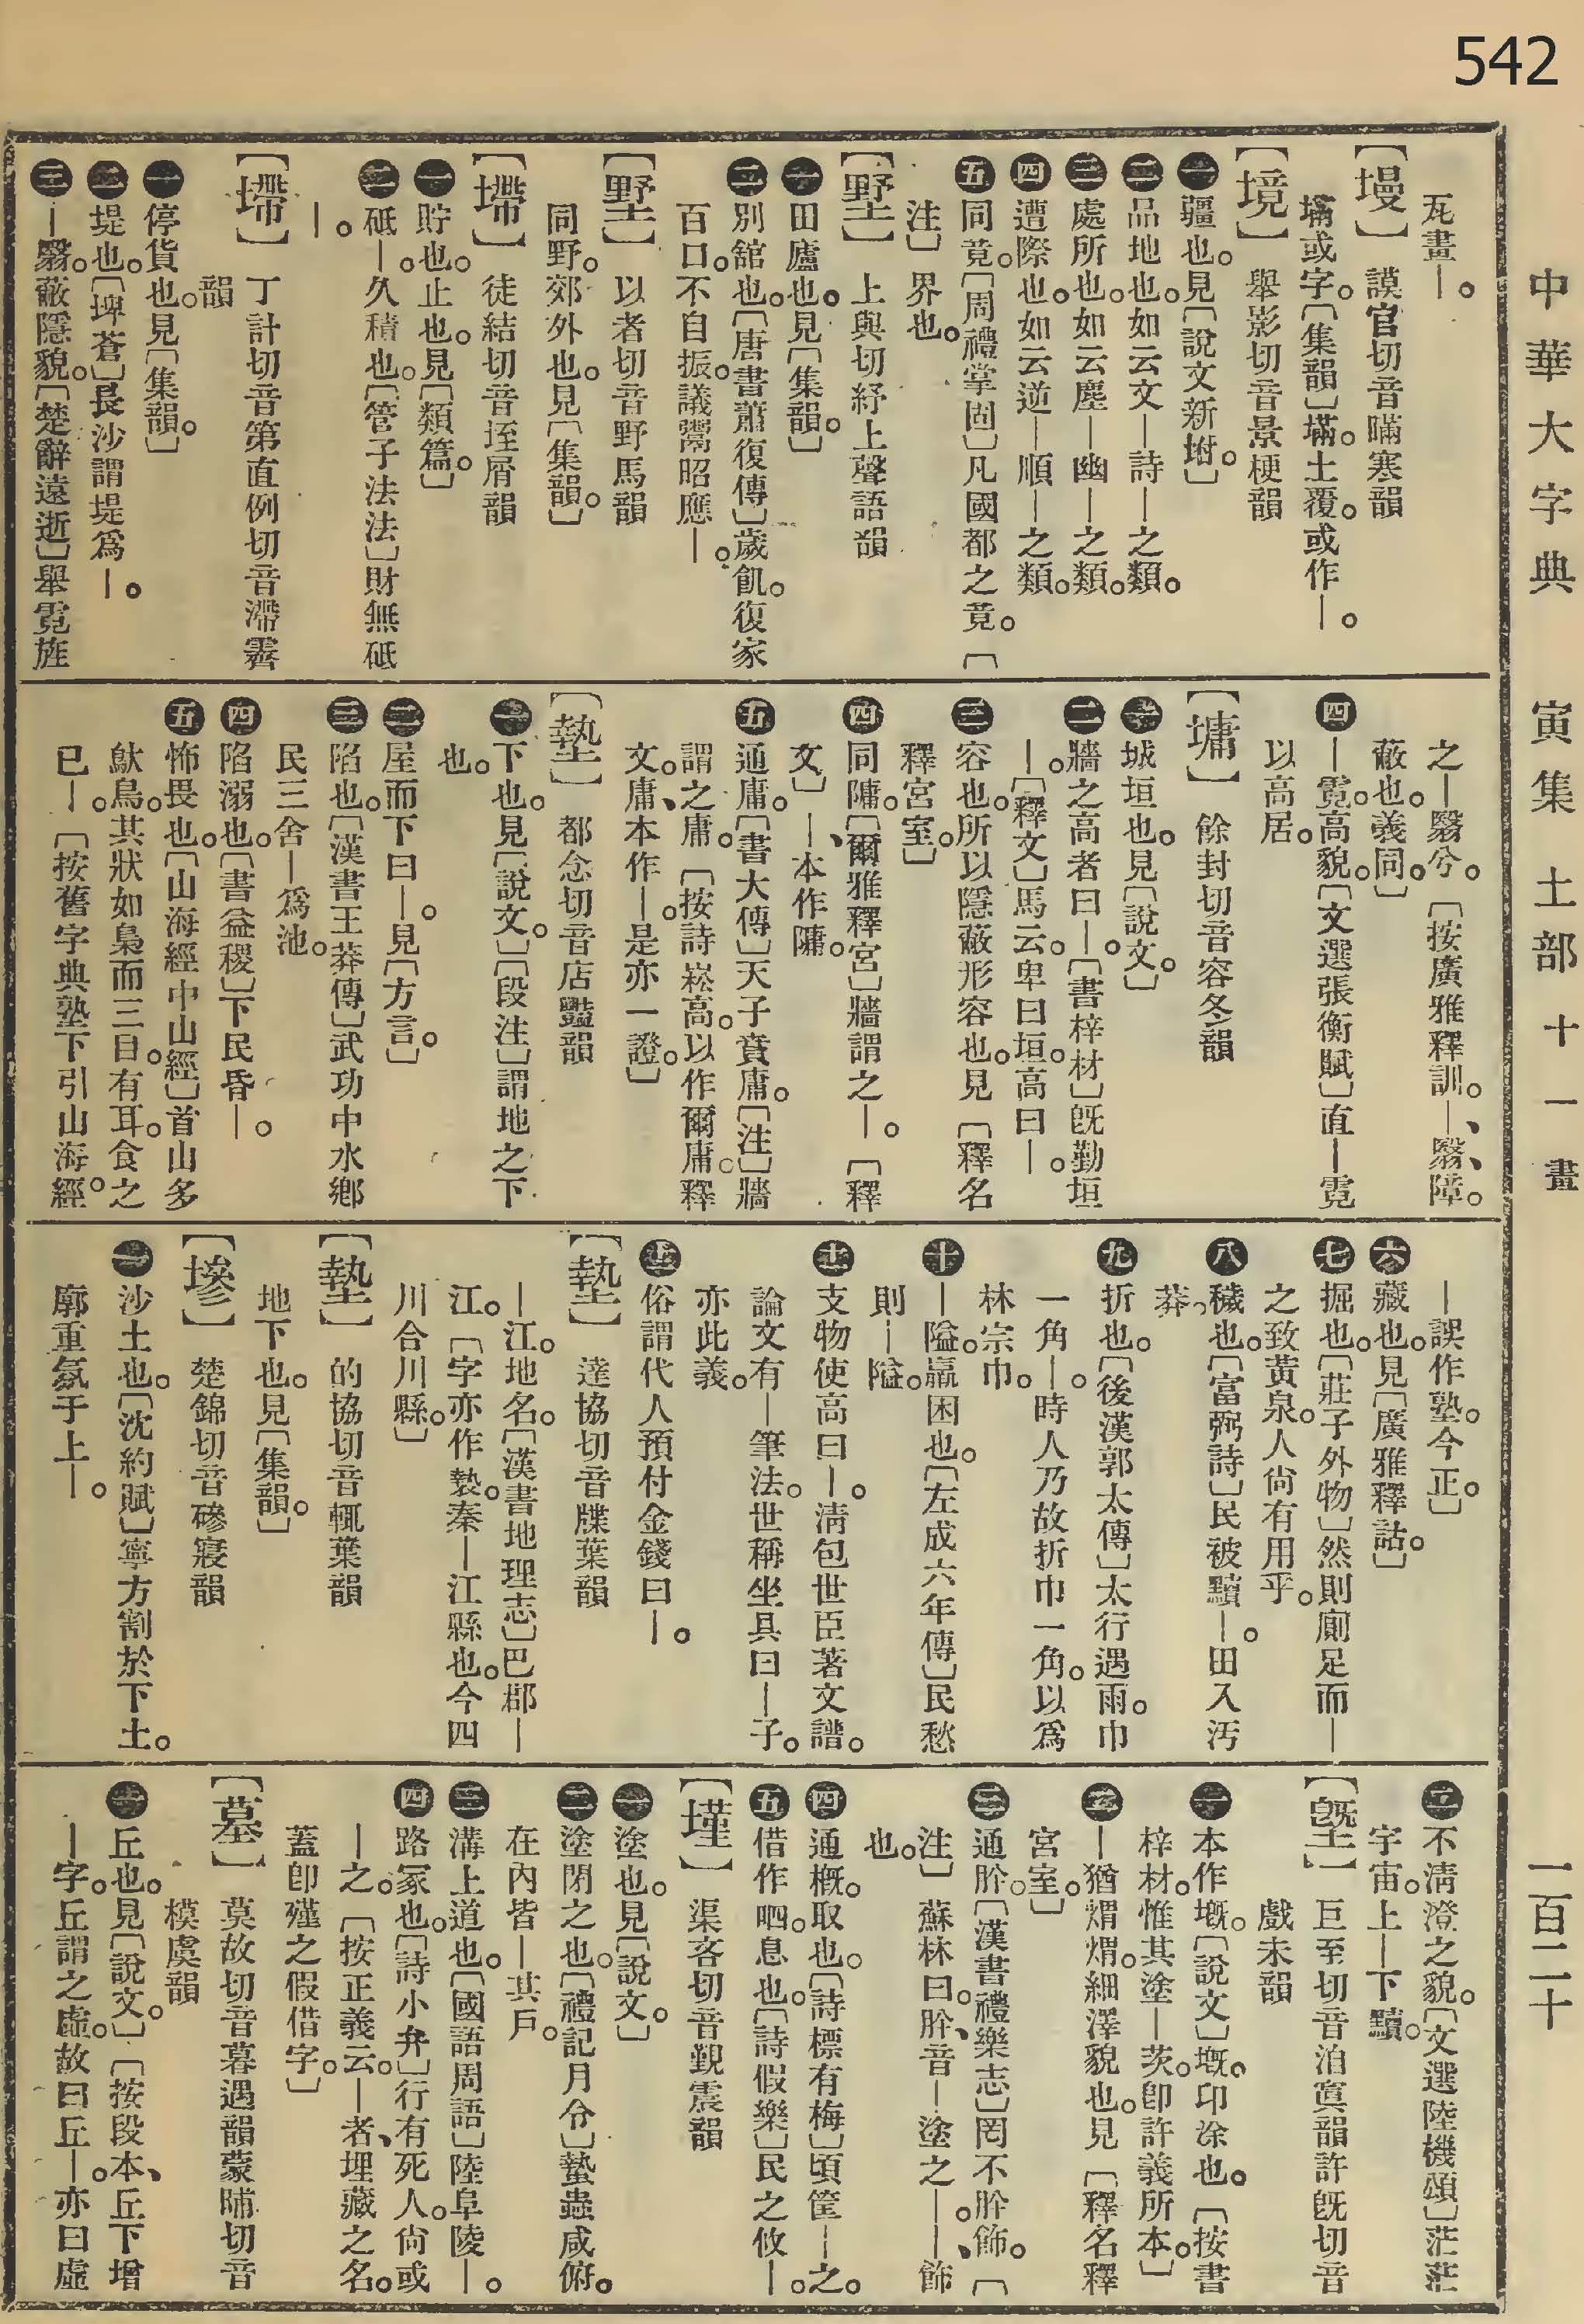 542
中華大字典　寅集　土部　十一畫　一百二十
瓦畫―。
【墁】　謨官切音瞞寒韻
墻或字。〔集韻〕墻。土覆。或作―。
【境】　舉影切音景梗韻
㊀疆也。見〔說文新坿。〕
㊁品地也。如云文―詩―之類。
㊂處所也。如云塵―幽―之類。
㊃遭際也。如云逆―順―之類。
㊄同竟。〔周禮掌固〕凡國都之竟。〔
注〕界也。
【墅】　上與切紓上聲語韻
㊀田廬也。見〔集韻。〕
㊁別舘也。〔唐書蕭復傳〕歲飢。復家
百口。不自振。議鬻昭應―。
【墅】　以者切音野馬韻
同野。郊外也。見〔集韻。〕
【墆】　徒結切音垤屑韻
㊀貯也。止也。見〔類篇。〕
㊁砥―。久積也。〔管子法法〕財無砥
―。
【墆】　丁計切音第直例切音滯霽
韻
㊀停貨也。見〔集韻。〕
㊁堤也。〔埤蒼〕長沙謂堤爲―。
㊂―翳。蔽隱貌。〔楚辭遠逝〕舉霓旌
之―翳兮。〔按廣雅釋訓。―、翳、障。
蔽也。義同。〕
㊃―霓。高貌。〔文選張衡賦〕直―霓
以高居。
【墉】　餘封切音容冬韻
㊀城垣也。見〔說文。〕
㊁牆之高者曰―。〔書梓材〕旣勤垣
―。〔釋文〕馬云。卑曰垣。高曰―。
㊂容也。所以隱蔽形容也。見〔釋名
釋宮室。〕
㊃同𨻱。〔爾雅釋宮〕牆謂之―。〔釋
文〕―、本作𨻱。
㊄通庸。〔書大傳〕天子賁庸。〔注〕牆
謂之庸。〔按詩崧高。以作爾庸。釋
文。庸、本作―。是亦一證。〕
【墊】　都念切音店豔韻
㊀下也。見〔說文。〕〔段注〕謂地之下
也。
㊁屋而下曰―。見〔方言。〕
㊂陷也。〔漢書王莽傳〕武功中水鄉
民三舍―爲池。
㊃陷溺也。〔書益稷〕下民昏―。
㊄怖畏也。〔山海經中山經〕首山多
䳅鳥。其狀如梟而三目。有耳。食之
已―。〔按舊字典墊下引山海經。
―誤作塾。今正。〕
㊅藏也。見〔廣雅釋詁。〕
㊆掘也。〔莊子外物〕然則廁足而―
之致黃泉。人尙有用乎。
㊇穢也。〔富弼詩〕民被黷―。田入汚
莽。
㊈折也。〔後漢郭太傳〕太行遇雨。巾
一角―。時人乃故折巾一角。以爲
林宗巾。
㊉―隘。羸困也。〔左成六年傳〕民愁
則―隘。
⑪支物使高曰―。淸包世臣著文譜。
論文有―筆法。世稱坐具曰―子。
亦此義。
⑫俗謂代人預付金錢曰―。
【墊】　達協切音牒葉韻
―江。地名。〔漢書地理志〕巴郡―
江。〔字亦作褺。秦―江縣也。今四
川合川縣。〕
【墊】　的協切音輒葉韻
地下也。見〔集韻。〕
【墋】　楚錦切音磣寢韻
㊀沙土也。〔沈約賦〕寧方割於下土。
廓重氛于上―。
㊁不淸澄之貌。〔文選陸機頌〕茫茫
宇宙。上―下黷。
【墍】　巨至切音洎寘韻許旣切音
戲未韻
㊀本作墍。〔說文〕墍。卬涂也。〔按書
梓材。惟其塗―茨。卽許義所本。〕
㊁―猶煟煟。細澤貌也。見〔釋名釋
宮室。〕
㊂通肸。〔漢書禮樂志〕罔不肸飾。〔
注〕蘇林曰。肸、音―塗之―。―、飾
也。
㊃通概。取也。〔詩摽有梅〕頃筐―之。
㊄借作呬。息也。〔詩假樂〕民之攸―。
【墐】　渠吝切音覲震韻
㊀塗也。見〔說文。〕
㊁塗閉之也。〔禮記月令〕蟄蟲咸俯。
在內皆―其戶。
㊂溝上道也。〔國語周語〕陸阜陵―。
㊃路冢也。〔詩小弁〕行有死人。尙或
―之。〔按正義云。―者、埋藏之名。
蓋卽殣之假借字。〕
【墓】　莫故切音暮遇韻蒙晡切音
模虞韻
㊀丘也。見〔說文。〕〔按段本、丘下增
―字。丘謂之虛。故曰丘―。亦曰虛